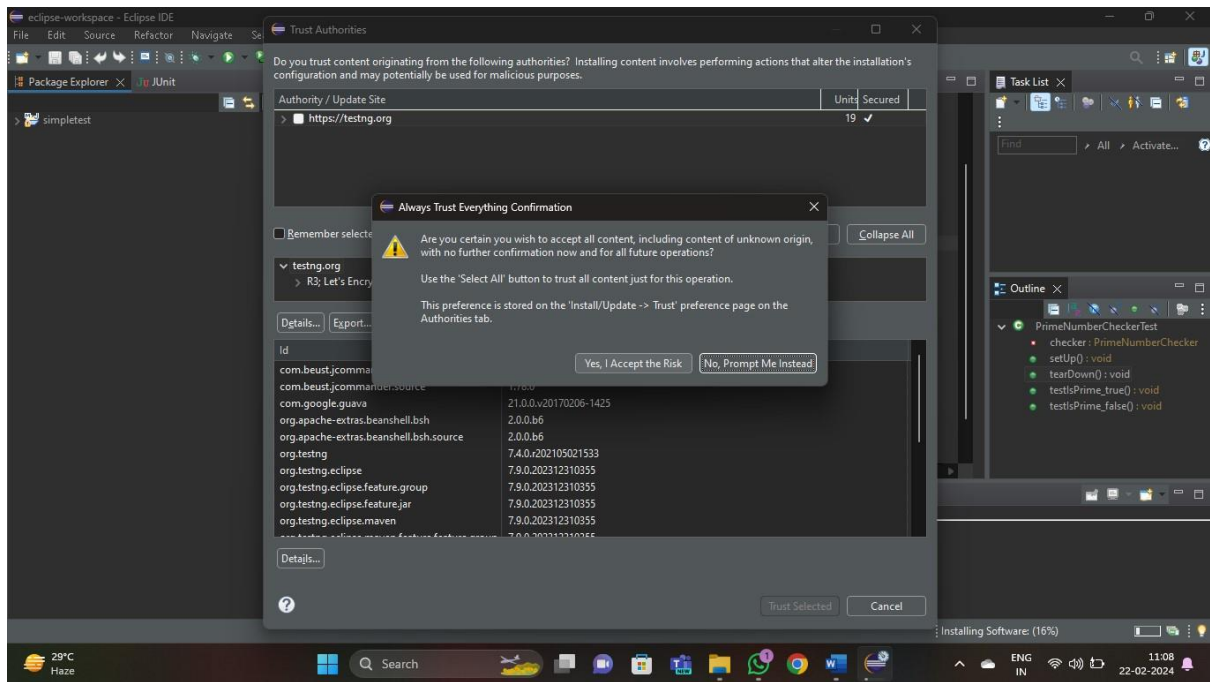 eclipse-workspace - Eclipse IDE
File Edit Source Refactor Navigate
Package Explorer
JUnit
simpletest
Trust Authorities
Do you trust content originating from the following authorities? Installing content involves performing actions that alter the installation's
configuration and may potentially be used for malicious purposes.
Authority / Update Site Units Secured
https://testng.org 19
Remember
Collapse All
testng.org
R3; Let's
Details... Export...
Always Trust Everything Confirmation
Are you certain you wish to accept all content, including content of unknown origin,
with no further confirmation now and for all future operations?
Use the 'Select All' button to trust all content just for this operation.
This preference is stored on the 'Install/Update -> Trust' preference page on the
Authorities tab.
Yes, I Accept the Risk No, Prompt Me Instead
Id
com.beust.jcommander.source 1.78.0
com.google.guava 21.0.0.v20170206-1425
org.apache-extras.beanshell.bsh 2.0.0.b6
org.apache-extras.beanshell.bsh.source 2.0.0.b6
org.testng 7.4.0.r202105021533
org.testng.eclipse 7.9.0.202312310355
org.testng.eclipse.feature.group 7.9.0.202312310355
org.testng.eclipse.feature.jar 7.9.0.202312310355
org.testng.eclipse.maven 7.9.0.202312310355
Details...
Trust Selected Cancel
Task List
Find All Activate...
Outline
PrimeNumberCheckerTest
checker : PrimeNumberChecker
setUp() : void
tearDown() : void
testIsPrime_true() : void
testIsPrime_false() : void
Installing Software: (16%)
29°C
Haze
Search
ENG
IN
11:08
22-02-2024